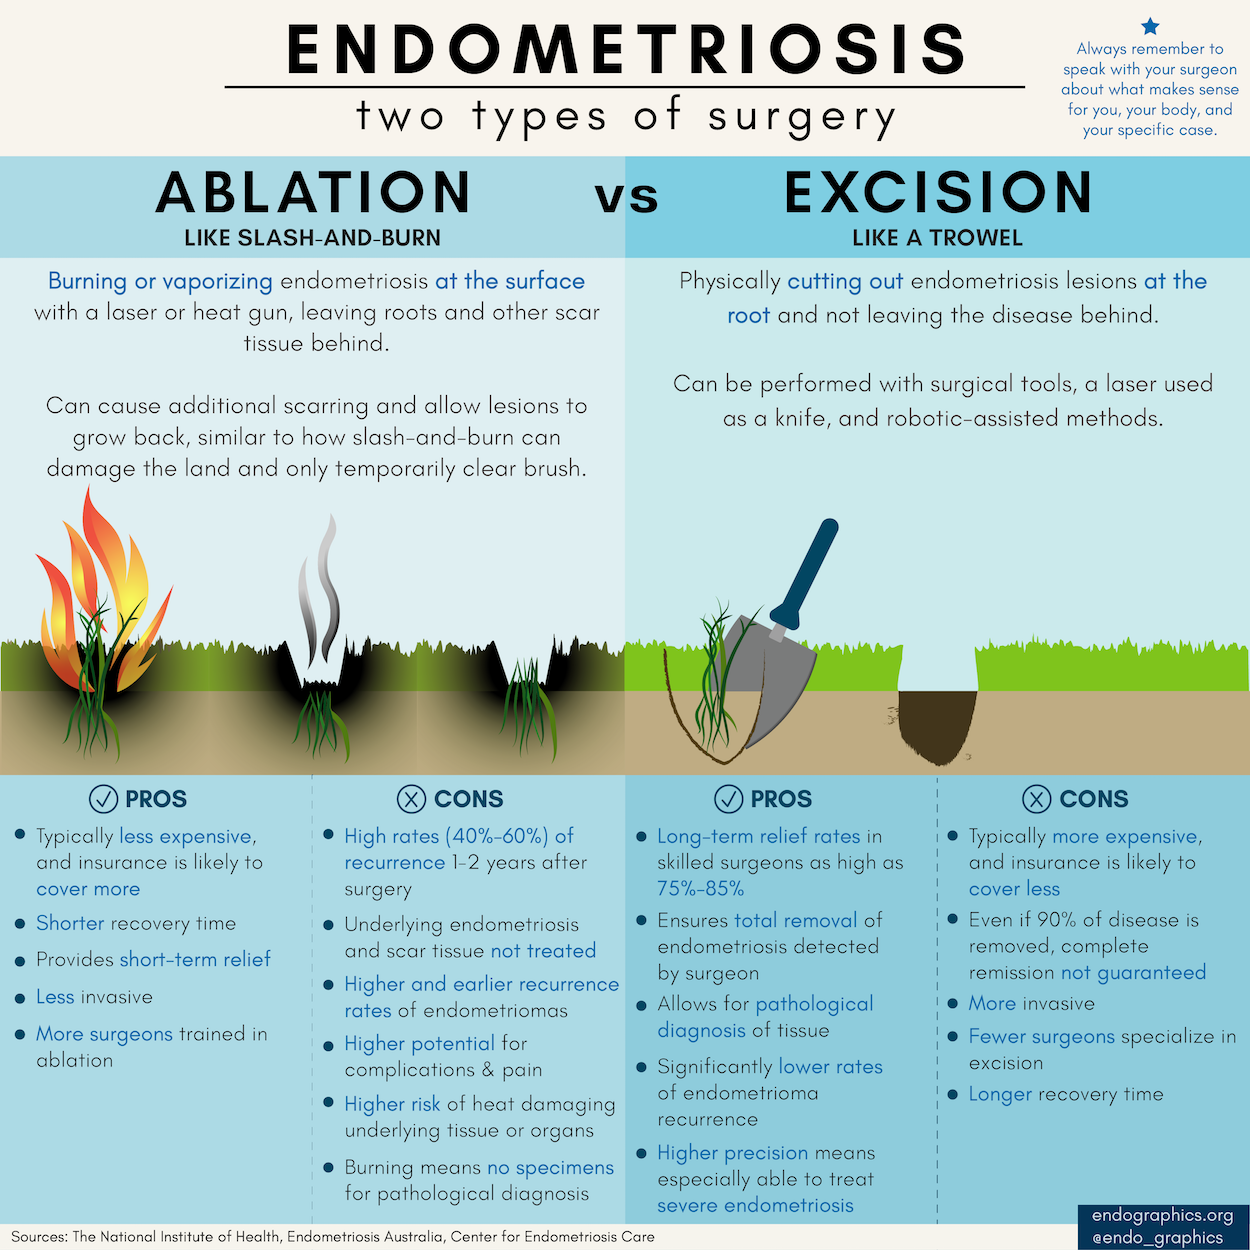 ENDOMETRIOSIS
two types of surgery
Always remember to
speak with your surgeon
about what makes sense
for you, your body, and
your specific case.
ABLATION
vs
EXCISION
LIKE SLASH-AND-BURN
LIKE A TROWEL
Burning or vaporizing endometriosis at the surface
with a laser or heat gun, leaving roots and other scar
tissue behind.
Can cause additional scarring and allow lesions to
grow back, similar to how slash-and-burn can
damage the land and only temporarily clear brush.
Physically cutting out endometriosis lesions at the
root and not leaving the disease behind.
Can be performed with surgical tools, a laser used
as a knife, and robotic-assisted methods.
PROS
• Typically less expensive,
and insurance is likely to
cover more
• Shorter recovery time
• Provides short-term relief
• Less invasive
• More surgeons trained in
ablation
CONS
• High rates (40%-60%) of
recurrence 1-2 years after
surgery
• Underlying endometriosis
and scar tissue not treated
• Higher and earlier recurrence
rates of endometriomas
• Higher potential for
complications & pain
• Higher risk of heat damaging
underlying tissue or organs
• Burning means no specimens
for pathological diagnosis
PROS
• Long-term relief rates in
skilled surgeons as high as
75%-85%
• Ensures total removal of
endometriosis detected
by surgeon
• Allows for pathological
diagnosis of tissue
• Significantly lower rates
of endometrioma
recurrence
• Higher precision means
especially able to treat
severe endometriosis
CONS
• Typically more expensive,
and insurance is likely to
cover less
• Even if 90% of disease is
removed, complete
remission not guaranteed
• More invasive
• Fewer surgeons specialize in
excision
• Longer recovery time
Sources: The National Institute of Health, Endometriosis Australia, Center for Endometriosis Care
endographics.org
@endo_graphics